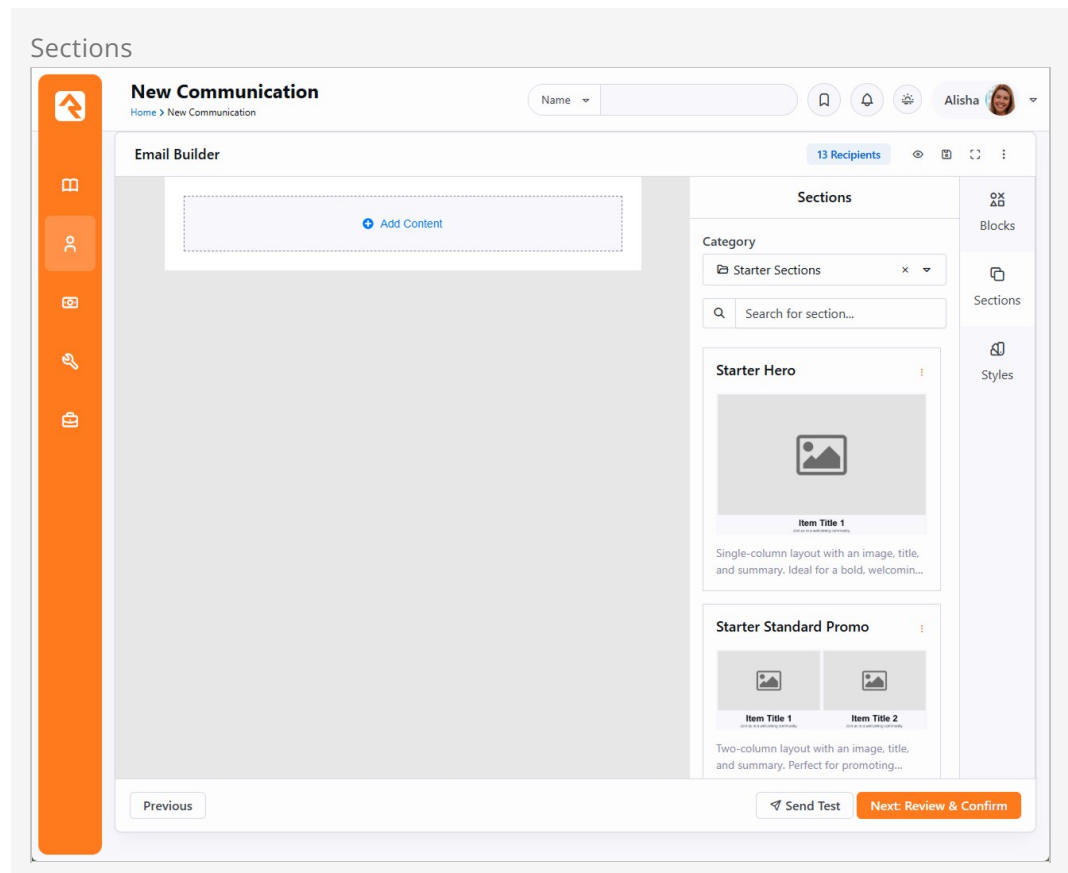 Sections
New Communication
Home > New Communication
Name
Alisha
Email Builder
13 Recipients
Add Content
Sections
Category
Starter Sections
Search for section...
Starter Hero
Item Title 1
Single-column layout with an image, title,
and summary. Ideal for a bold, welcomin...
Starter Standard Promo
Item Title 1
Item Title 2
Two-column layout with an image, title,
and summary. Perfect for promoting...
Blocks
Sections
Styles
Previous
Send Test
Next: Review & Confirm